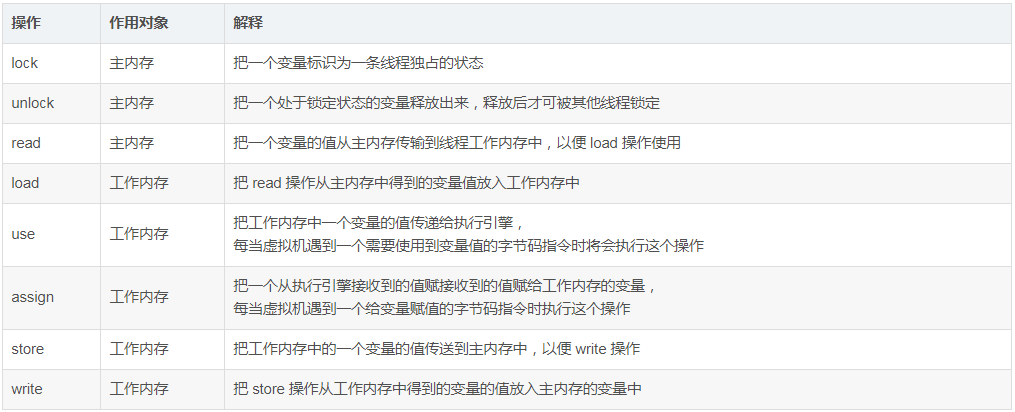 操作 作用对象 解释
lock 主内存 把一个变量标识为一条线程独占的状态
unlock 主内存 把一个处于锁定状态的变量释放出来，释放后才可被其他线程锁定
read 主内存 把一个变量的值从主内存传输到线程工作内存中，以便 load 操作使用
load 工作内存 把 read 操作从主内存中得到的变量值放入工作内存中
use 工作内存 把工作内存中一个变量的值传递给执行引擎，
每当虚拟机遇到一个需要使用到变量值的字节码指令时将会执行这个操作
assign 工作内存 把一个从执行引擎接收到的值赋接收到的值赋给工作内存的变量，
每当虚拟机遇到一个给变量赋值的字节码指令时执行这个操作
store 工作内存 把工作内存中的一个变量的值传送到主内存中，以便 write 操作
write 工作内存 把 store 操作从工作内存中得到的变量的值放入主内存的变量中